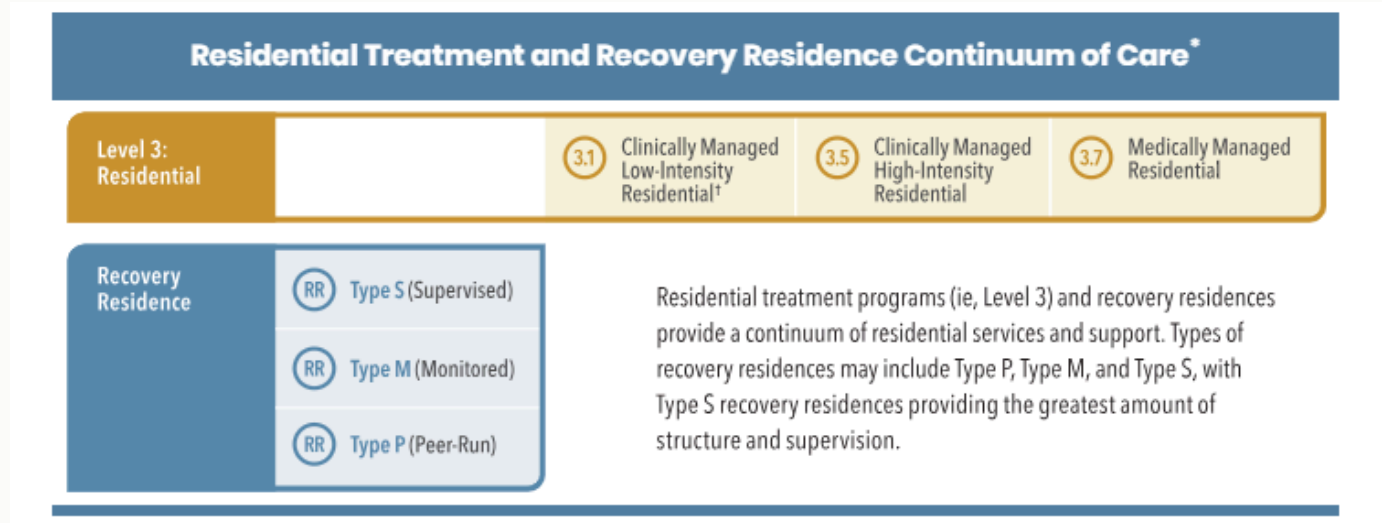 Residential Treatment and Recovery Residence Continuum of Care*
Level 3:
Residential
3.1
Clinically Managed
Low-Intensity
Residential†
3.5
Clinically Managed
High-Intensity
Residential
3.7
Medically Managed
Residential
Recovery
Residence
RR Type S (Supervised)
RR Type M (Monitored)
RR Type P (Peer-Run)
Residential treatment programs (ie, Level 3) and recovery residences
provide a continuum of residential services and support. Types of
recovery residences may include Type P, Type M, and Type S, with
Type S recovery residences providing the greatest amount of
structure and supervision.